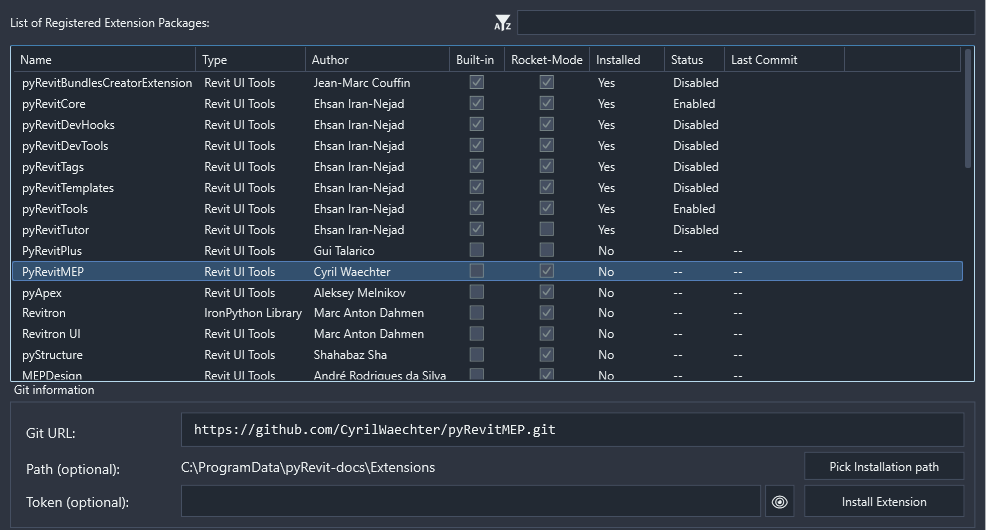 List of Registered Extension Packages: AZ
Name Type Author Built-in Rocket-Mode Installed Status Last Commit
pyRevitBundlesCreatorExtension Revit UI Tools Jean-Marc Couffin Yes Disabled
pyRevitCore Revit UI Tools Ehsan Iran-Nejad Yes Enabled
pyRevitDevHooks Revit UI Tools Ehsan Iran-Nejad Yes Disabled
pyRevitDevTools Revit UI Tools Ehsan Iran-Nejad Yes Disabled
pyRevitTags Revit UI Tools Ehsan Iran-Nejad Yes Disabled
pyRevitTemplates Revit UI Tools Ehsan Iran-Nejad Yes Disabled
pyRevitTools Revit UI Tools Ehsan Iran-Nejad Yes Enabled
pyRevitTutor Revit UI Tools Ehsan Iran-Nejad Yes Disabled
PyRevitPlus Revit UI Tools Gui Talarico No -- --
PyRevitMEP Revit UI Tools Cyril Waechter No -- --
pyApex Revit UI Tools Aleksey Melnikov No -- --
Revitron IronPython Library Marc Anton Dahmen No -- --
Revitron UI Revit UI Tools Marc Anton Dahmen No -- --
pyStructure Revit UI Tools Shahabaz Sha No -- --
MEPDesign Revit UI Tools André Rodrigues da Silva No -- --
Git information
Git URL: https://github.com/CyrilWaechter/pyRevitMEP.git
Path (optional): C:\ProgramData\pyRevit-docs\Extensions Pick Installation path
Token (optional): Install Extension